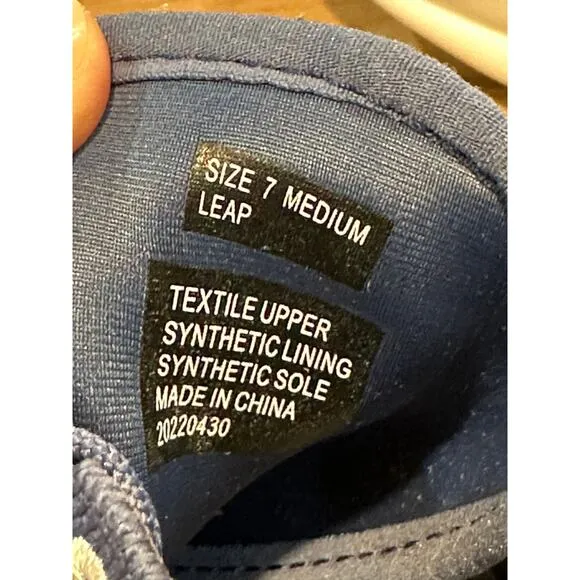 SIZE 7 MEDIUM
LEAP
TEXTILE UPPER
SYNTHETIC LINING
SYNTHETIC SOLE
MADE IN CHINA
20220430